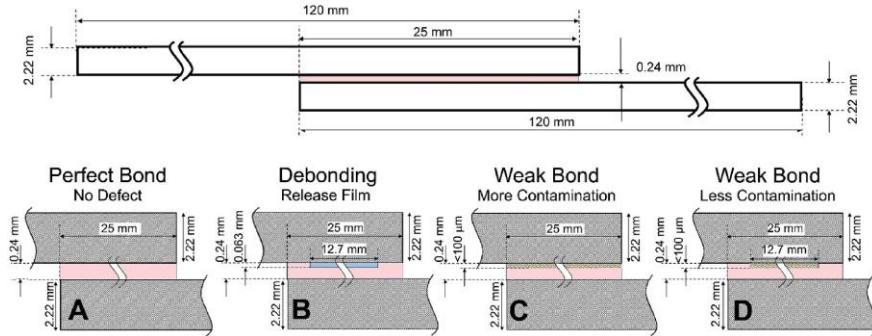 120 mm
25 mm
2.22 mm
0.24 mm
2.22 mm
120 mm
Perfect Bond
No Defect
25 mm
0.24 mm
2.22 mm
2.22 mm
A
Debonding
Release Film
25 mm
12.7 mm
0.24 mm
0.063 mm
2.22 mm
2.22 mm
B
Weak Bond
More Contamination
25 mm
0.24 mm
<100 µm
2.22 mm
2.22 mm
C
Weak Bond
Less Contamination
25 mm
12.7 mm
0.24 mm
<100 µm
2.22 mm
2.22 mm
D